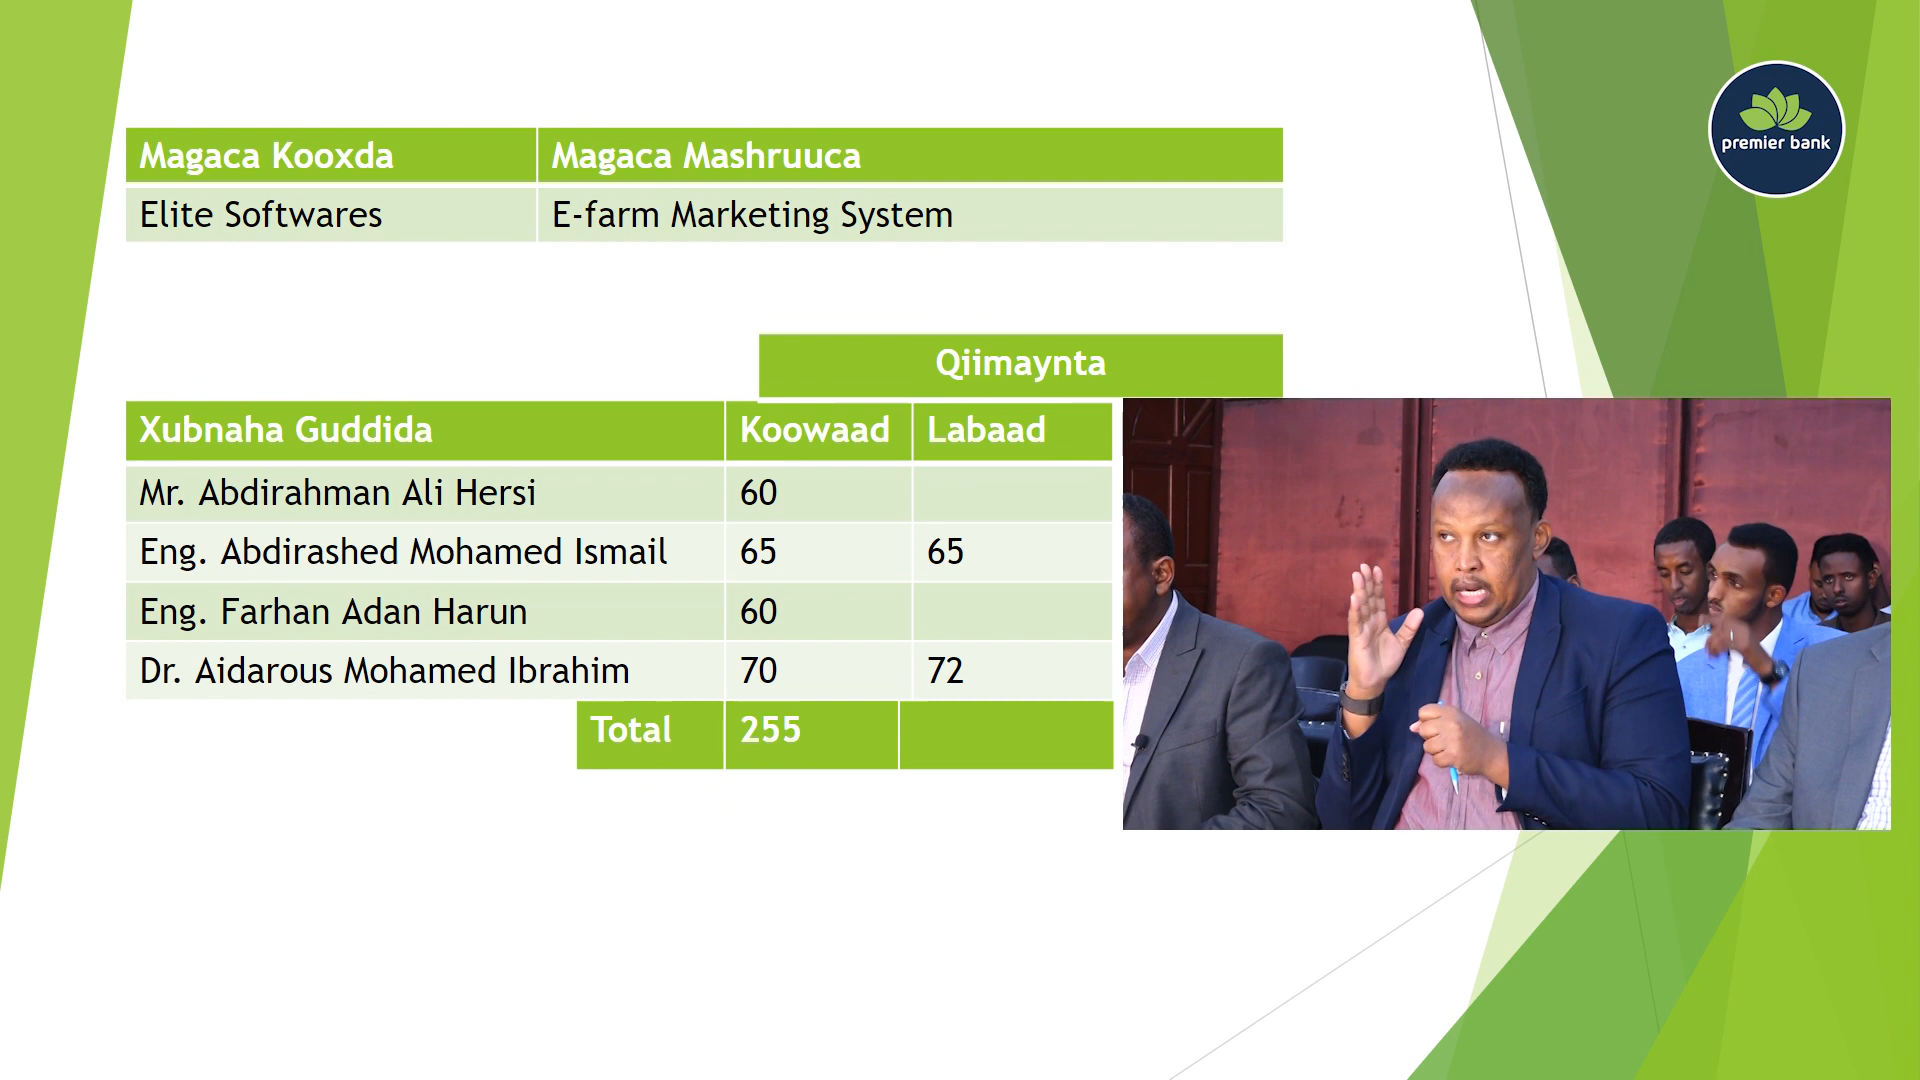 premier bank
Magaca Kooxda Magaca Mashruuca
Elite Softwares E-farm Marketing System
Qiimaynta
Xubnaha Guddida Koowaad Labaad
Mr. Abdirahman Ali Hersi 60
Eng. Abdirashed Mohamed Ismail 65 65
Eng. Farhan Adan Harun 60
Dr. Aidarous Mohamed Ibrahim 70 72
Total 255